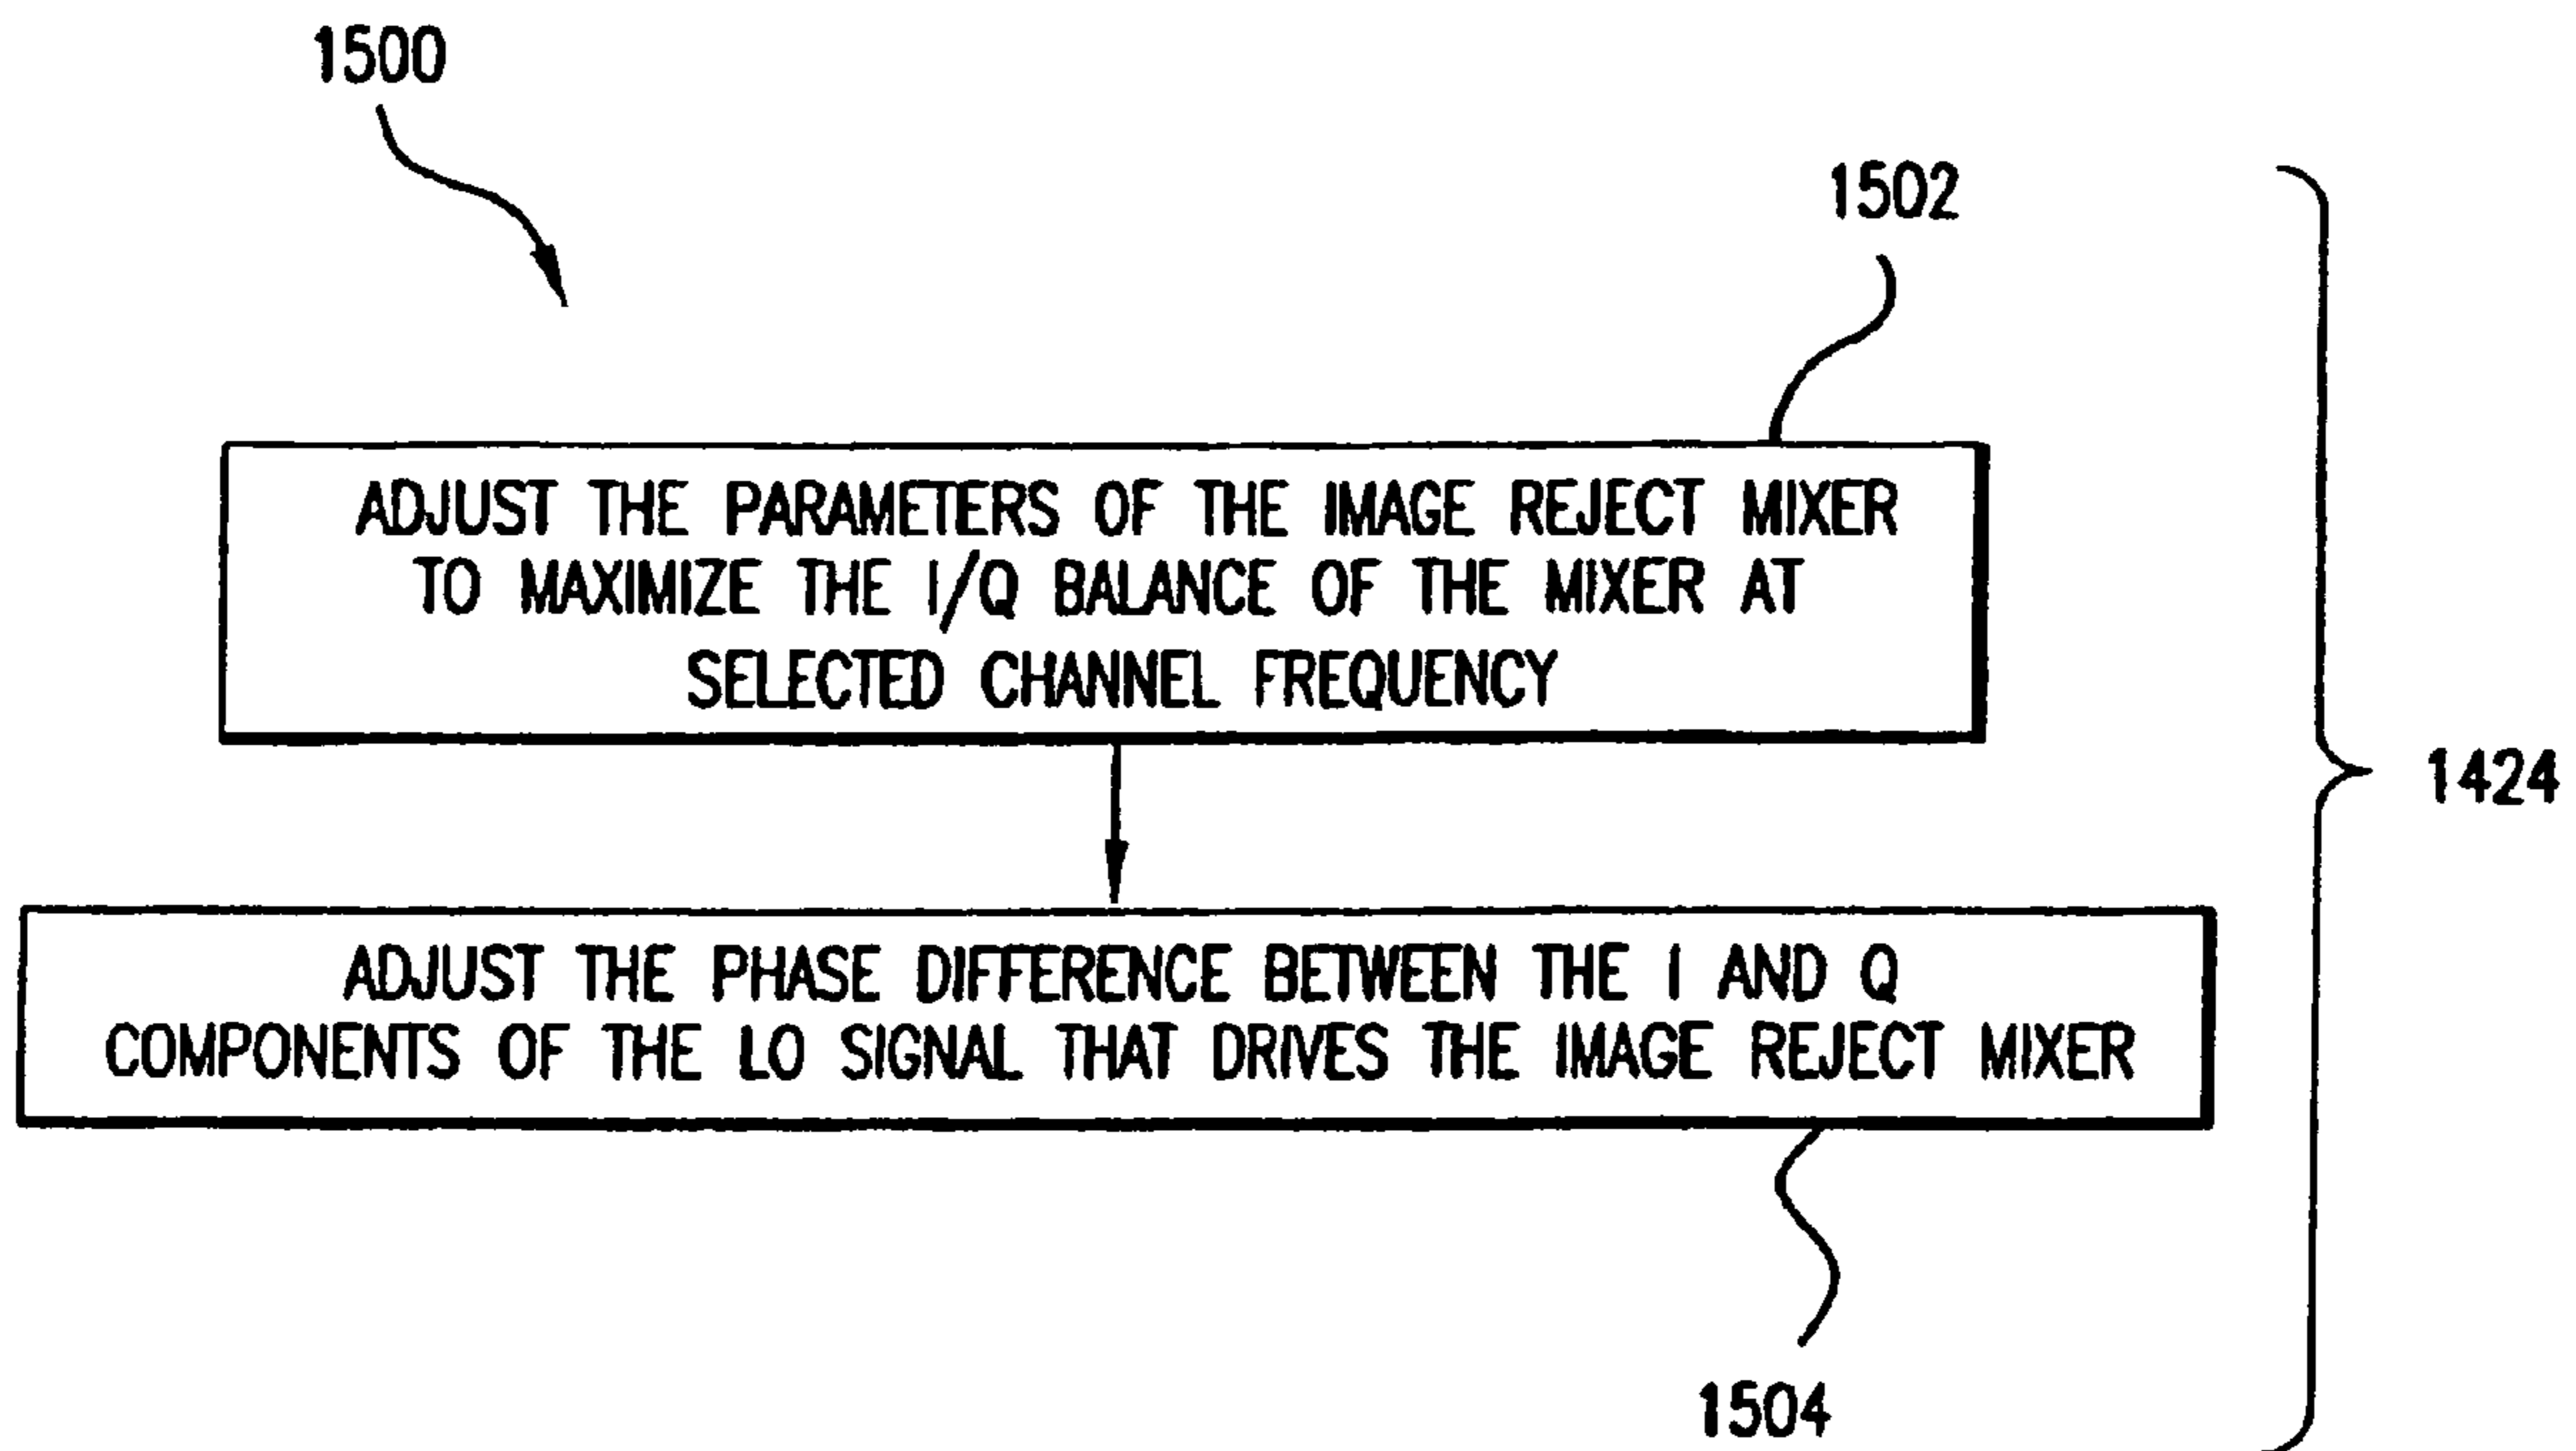 1500
1502
ADJUST THE PARAMETERS OF THE IMAGE REJECT MIXER
TO MAXIMIZE THE I/Q BALANCE OF THE MIXER AT
SELECTED CHANNEL FREQUENCY
1424
ADJUST THE PHASE DIFFERENCE BETWEEN THE I AND Q
COMPONENTS OF THE LO SIGNAL THAT DRIVES THE IMAGE REJECT MIXER
1504